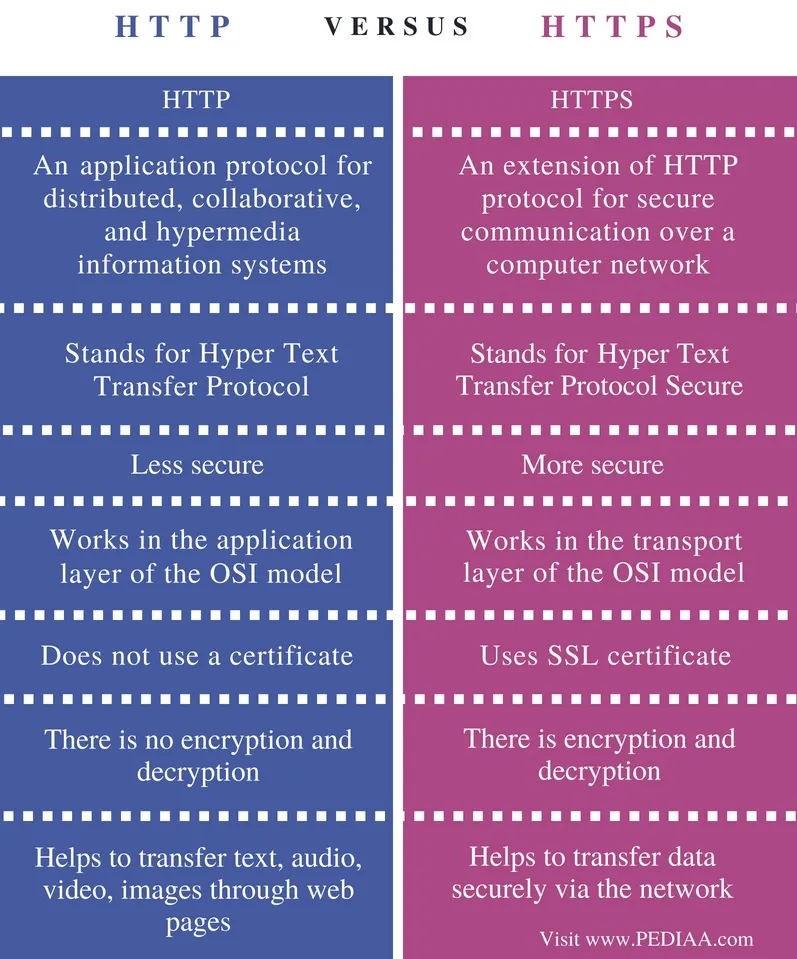 HTTP VERSUS HTTPS
HTTP
An application protocol for
distributed, collaborative,
and hypermedia
information systems
Stands for Hyper Text
Transfer Protocol
Less secure
Works in the application
layer of the OSI model
Does not use a certificate
There is no encryption and
decryption
Helps to transfer text, audio,
video, images through web
pages
HTTPS
An extension of HTTP
protocol for secure
communication over a
computer network
Stands for Hyper Text
Transfer Protocol Secure
More secure
Works in the transport
layer of the OSI model
Uses SSL certificate
There is encryption and
decryption
Helps to transfer data
securely via the network
Visit www.PEDIAA.com